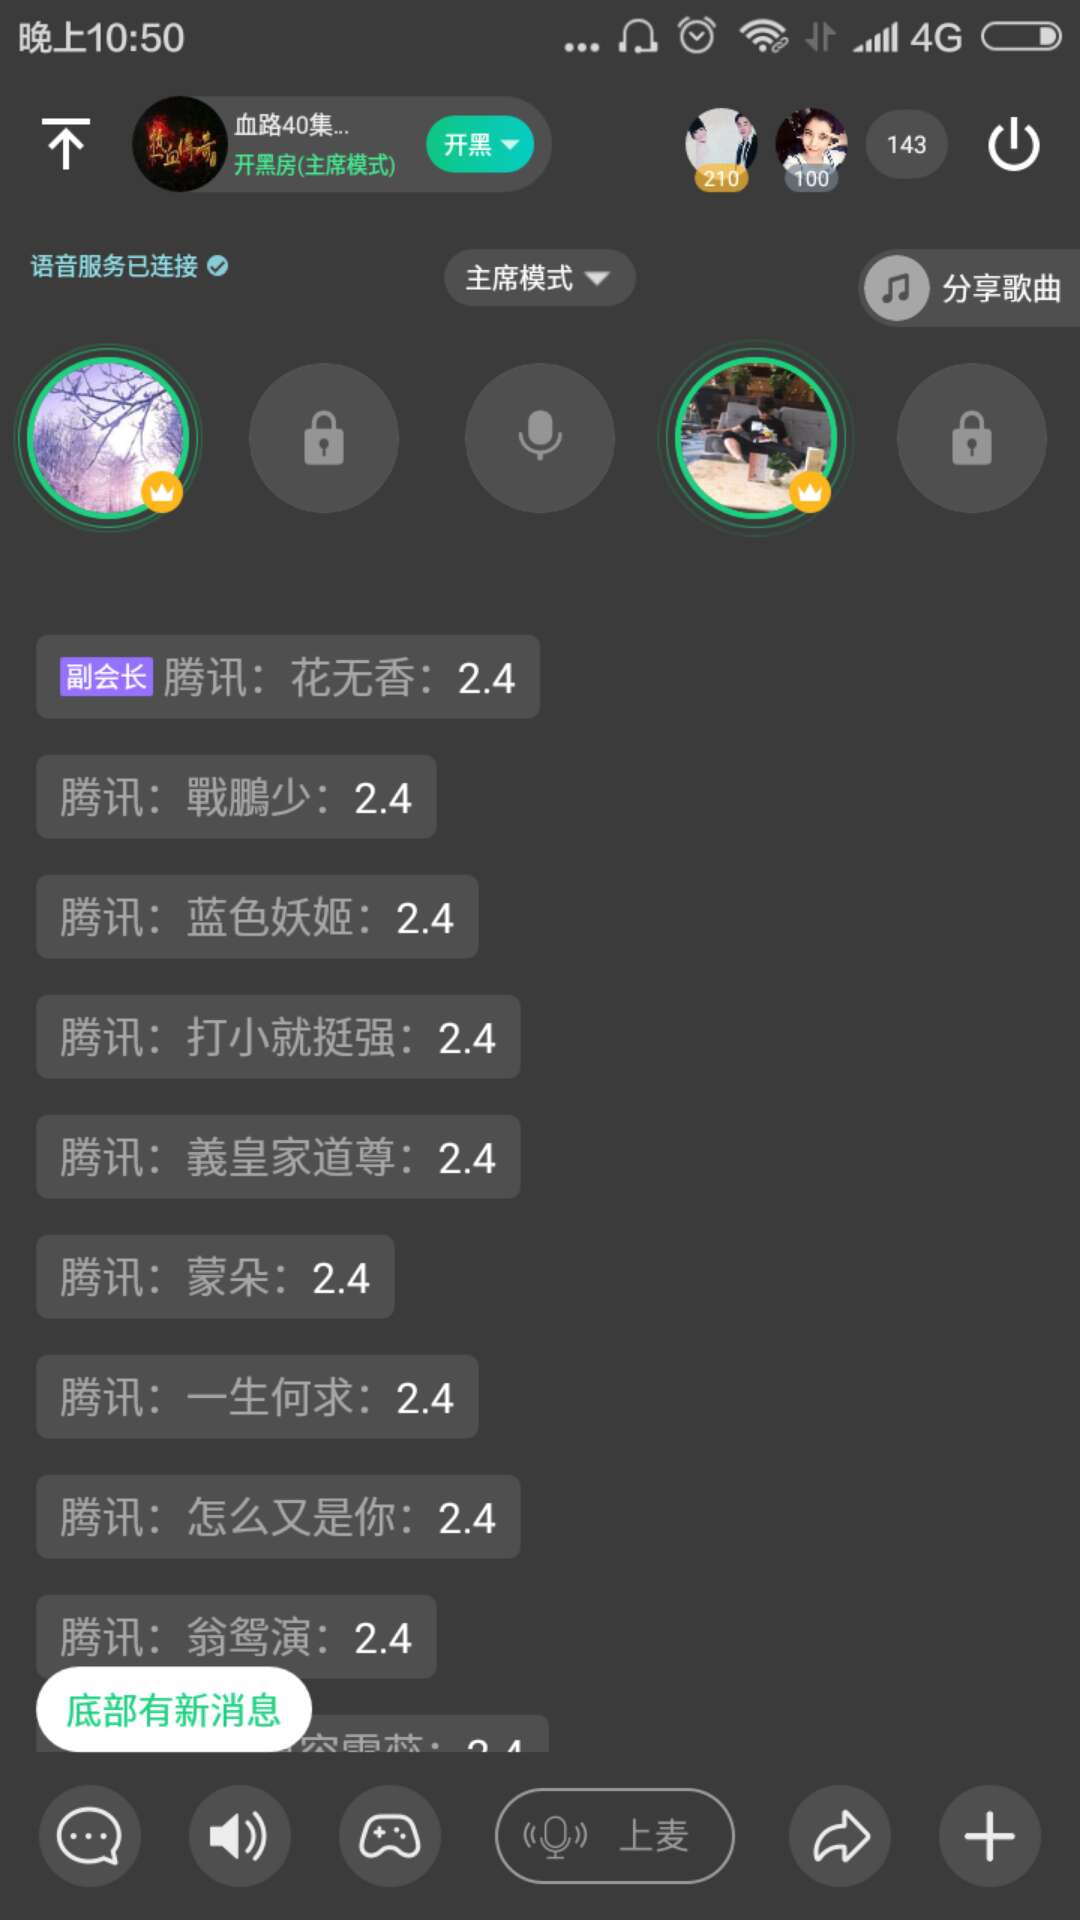 晚上10:50
4G
热血传奇
血路40集...
开黑房(主席模式)
开黑
210
100
143
语音服务已连接
主席模式
分享歌曲
副会长 腾讯：花无香：2.4
腾讯：戰鵬少：2.4
腾讯：蓝色妖姬：2.4
腾讯：打小就挺强：2.4
腾讯：義皇家道尊：2.4
腾讯：蒙朵：2.4
腾讯：一生何求：2.4
腾讯：怎么又是你：2.4
腾讯：翁鸳演：2.4
底部有新消息
2.4
上麦